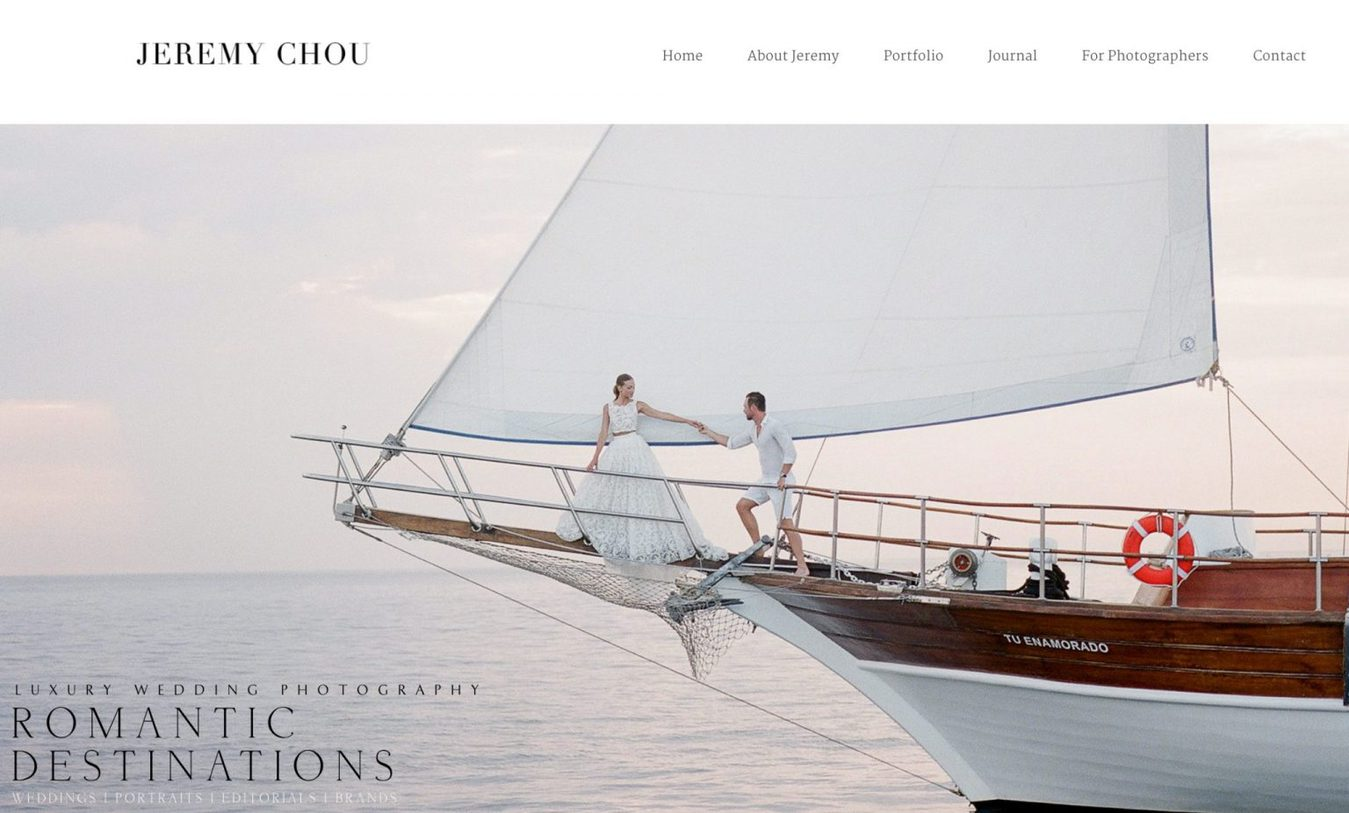 JEREMY CHOU
Home About Jeremy Portfolio Journal For Photographers Contact
TU ENAMORADO
LUXURY WEDDING PHOTOGRAPHY
ROMANTIC
DESTINATIONS
WEDDINGS | PORTRAITS | EDITORIALS | BRANDS